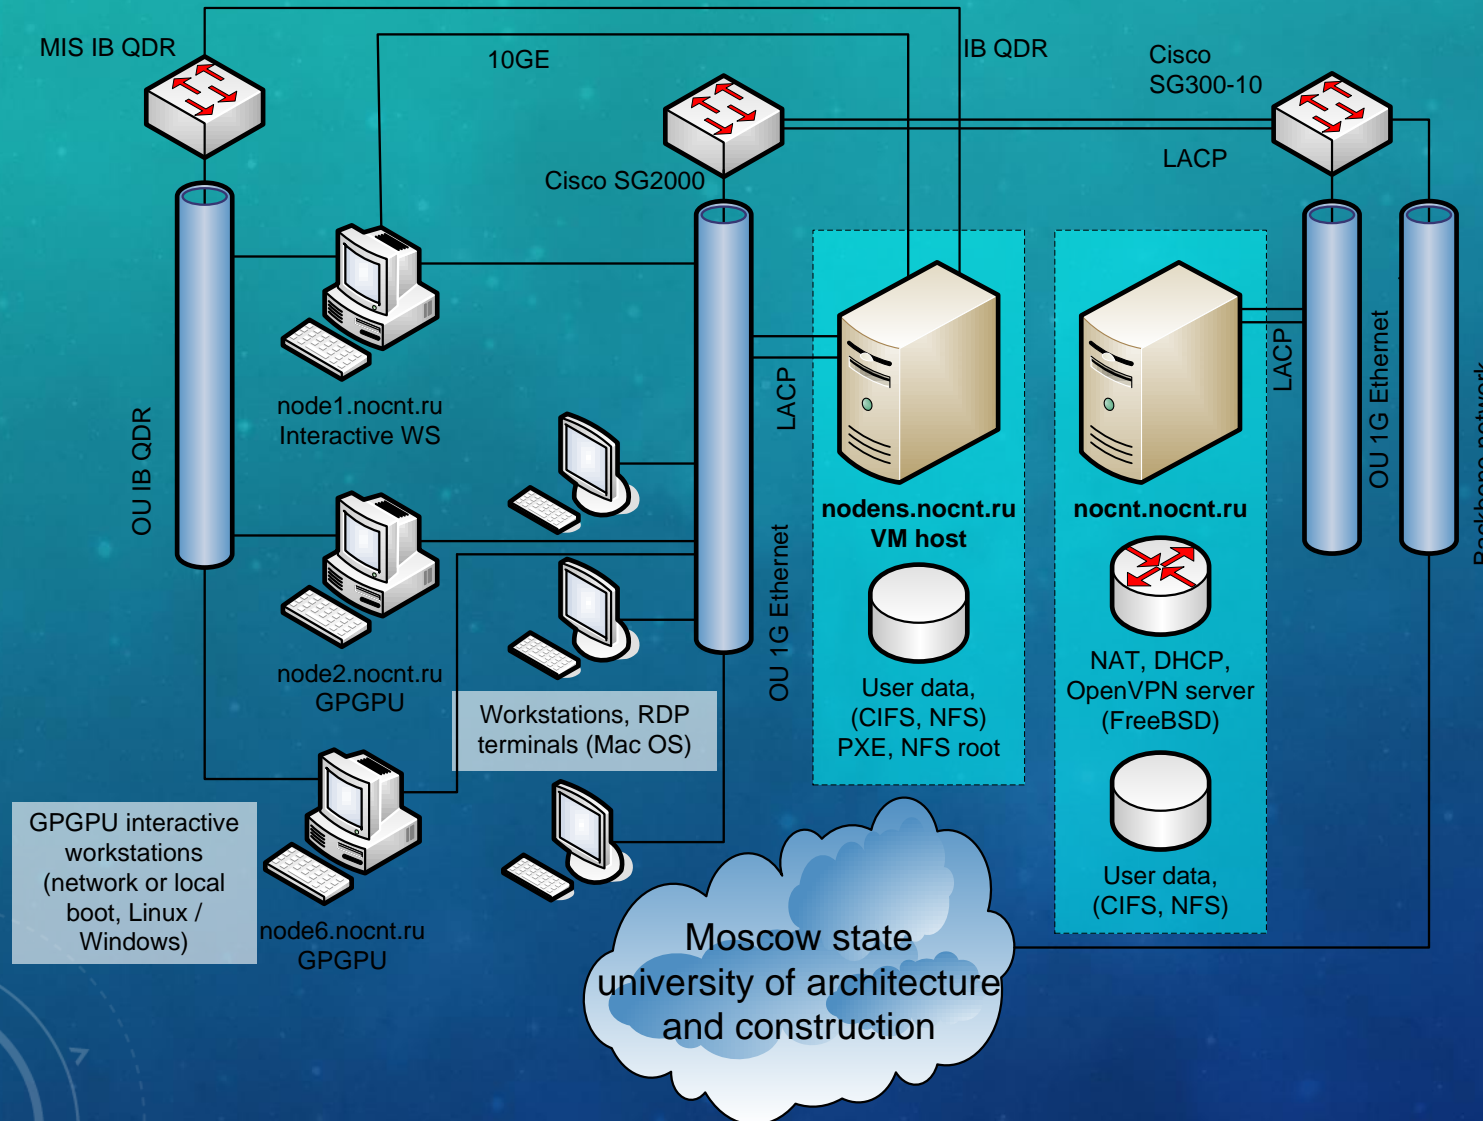 MIS IB QDR
10GE
IB QDR
Cisco
SG300-10
LACP
Cisco SG2000
OU IB QDR
node1.nocnt.ru
Interactive WS
LACP
nodens.nocnt.ru
VM host
nocnt.nocnt.ru
LACP
OU 1G Ethernet
Backbone network
OU 1G Ethernet
node2.nocnt.ru
GPGPU
Workstations, RDP
terminals (Mac OS)
User data,
(CIFS, NFS)
PXE, NFS root
NAT, DHCP,
OpenVPN server
(FreeBSD)
GPGPU interactive
workstations
(network or local
boot, Linux /
Windows)
node6.nocnt.ru
GPGPU
User data,
(CIFS, NFS)
Moscow state
university of architecture
and construction